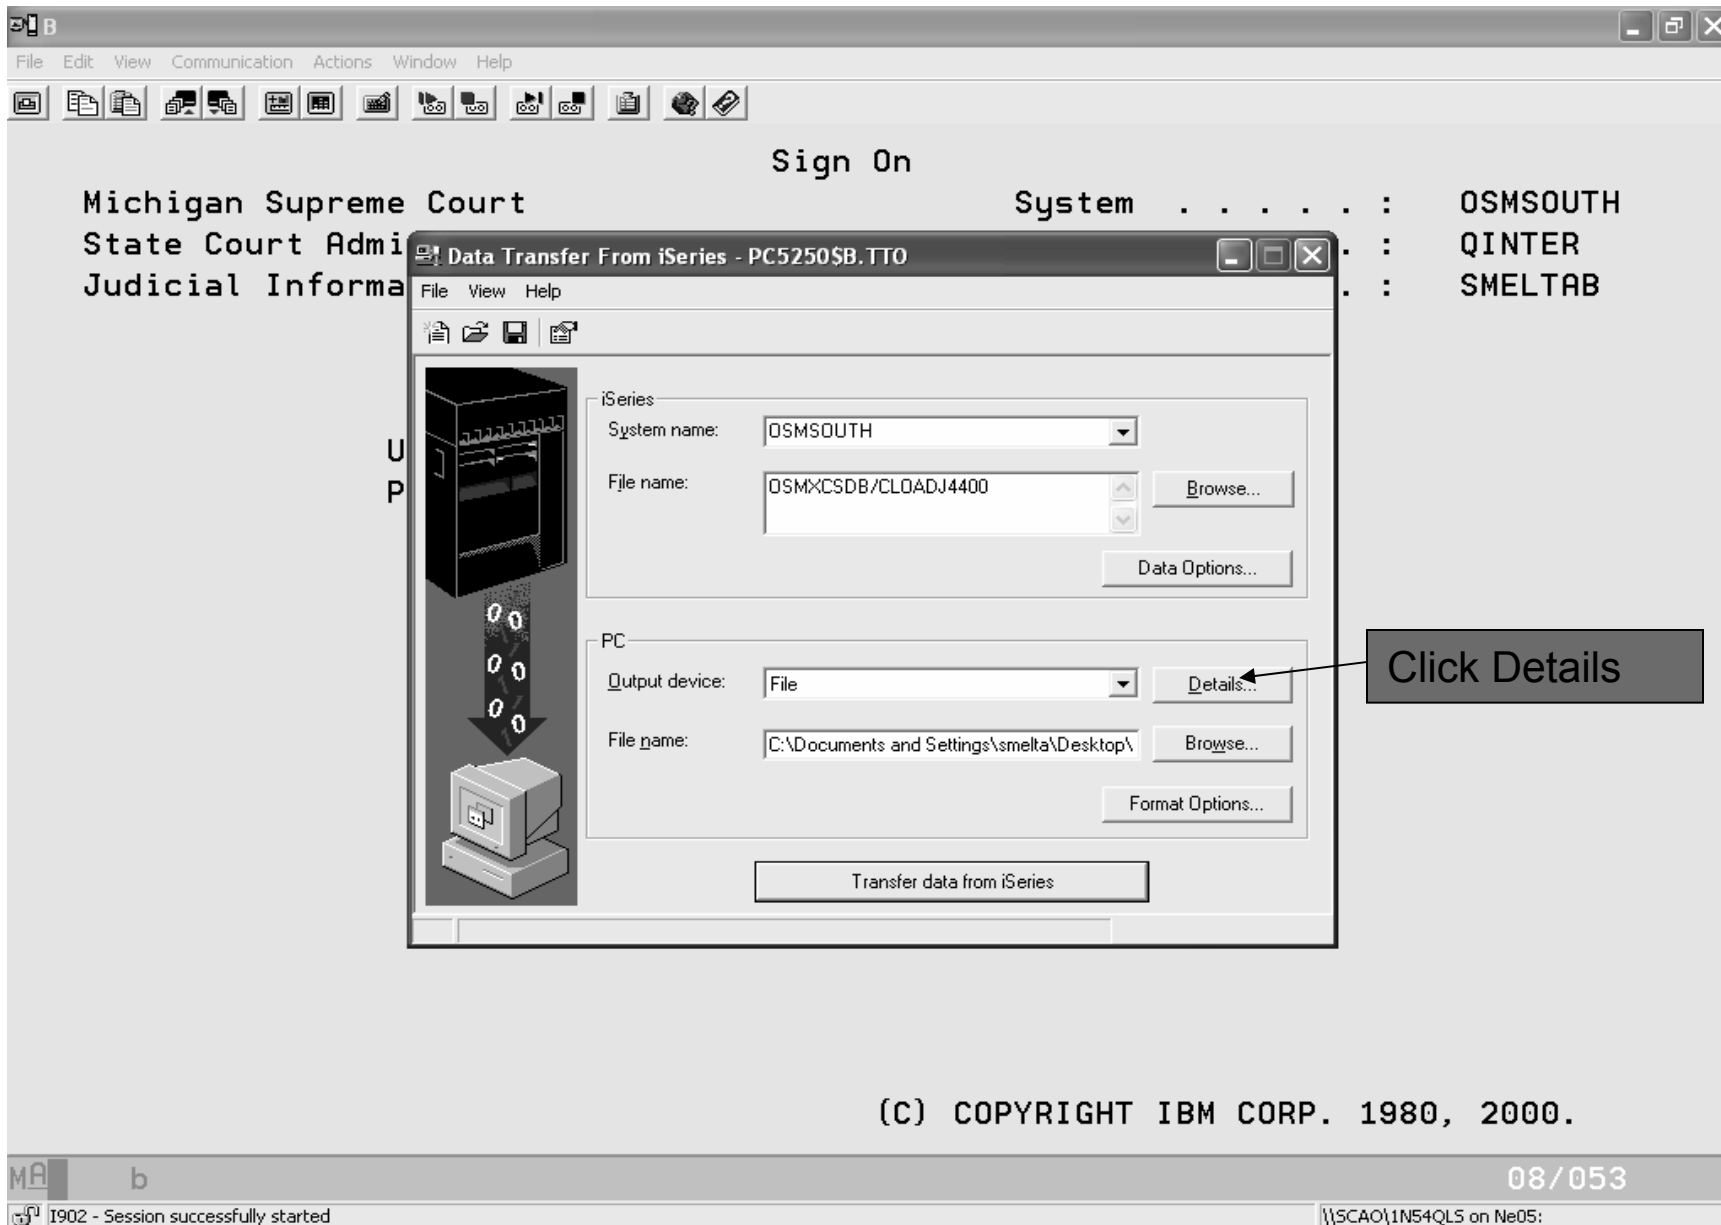 B
File Edit View Communication Actions Window Help
Sign On
Michigan Supreme Court System . . . . . : OSMSOUTH
State Court Admi . : QINTER
Judicial Informa . : SMELTAB
U
P
Data Transfer From iSeries - PC5250$B.TTO
File View Help
iSeries
System name: OSMSOUTH
File name: OSMXCSDB/CLOADJ4400 Browse...
Data Options...
PC
Output device: File Details...
Click Details
File name: C:\Documents and Settings\smelta\Desktop\ Browse...
Format Options...
Transfer data from iSeries
(C) COPYRIGHT IBM CORP. 1980, 2000.
MA b 08/053
I902 - Session successfully started \\SCAO\1N54QLS on Ne05: